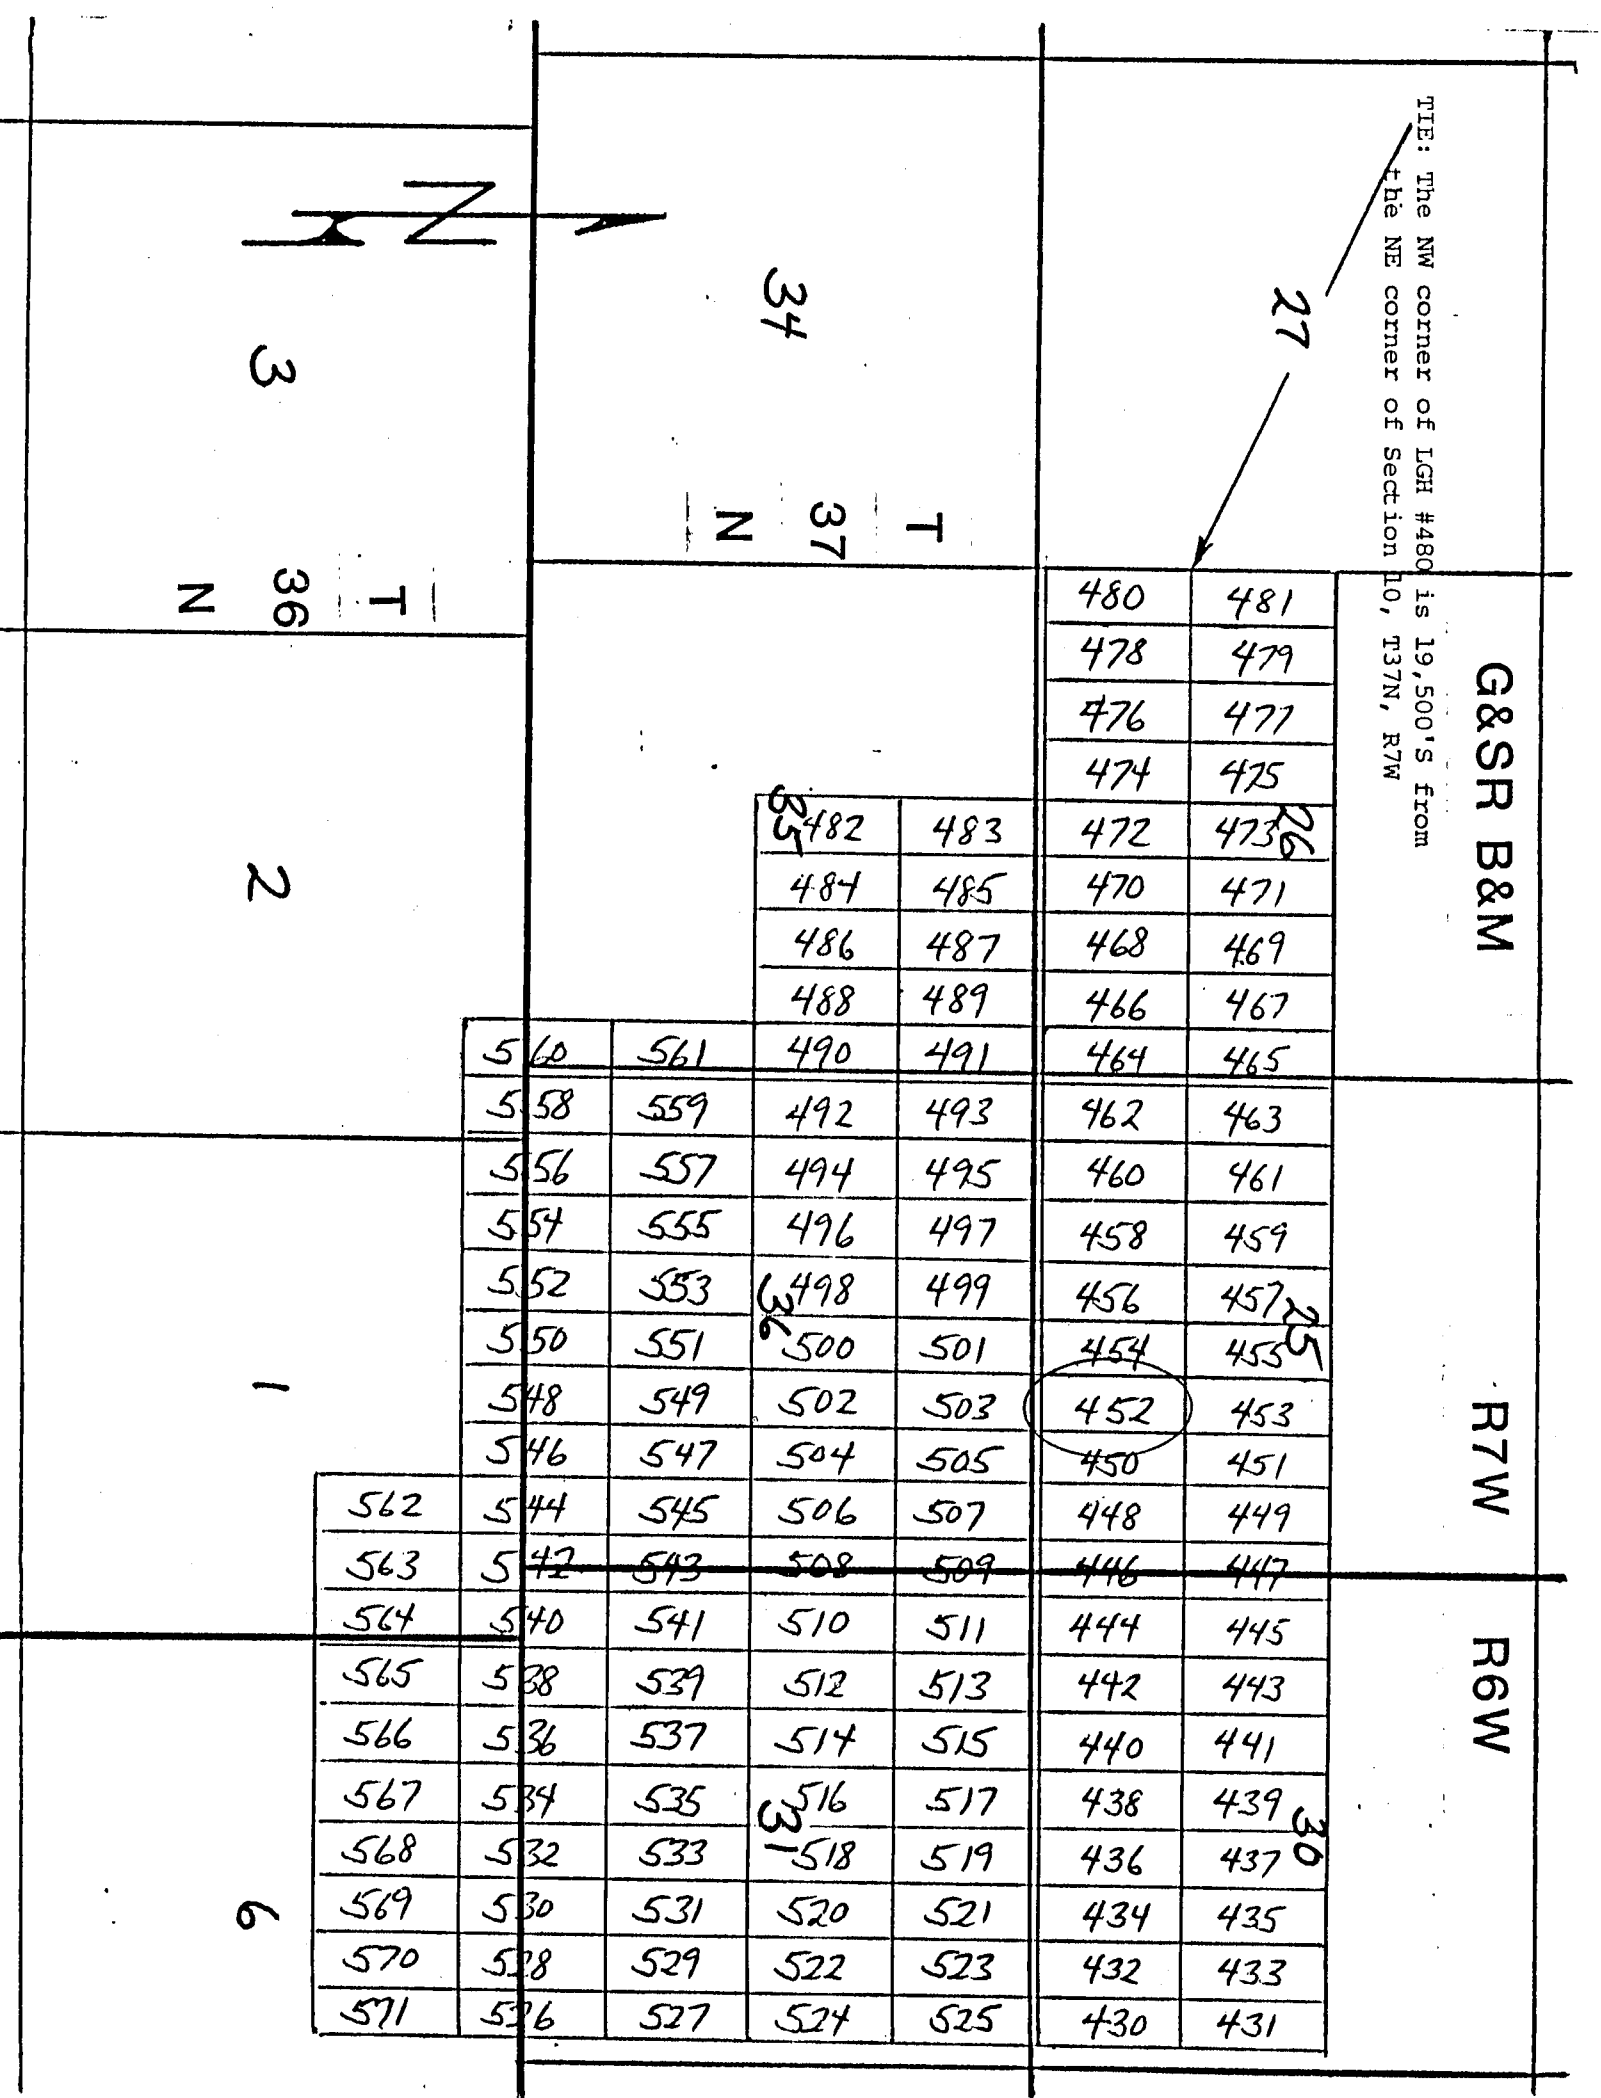 TIE: The NW corner of LGH #480 is 19,500'S from
the NE corner of Section 10, T37N, R7W
G&SR B&M
R7W
R6W
27
34
T
37
N
3
T
36
N
N
2
1
6
26
35
25
36
30
31
480 481
478 479
476 477
474 475
482 483 472 473
484 485 470 471
486 487 468 469
488 489 466 467
560 561 490 491 464 465
558 559 492 493 462 463
556 557 494 495 460 461
554 555 496 497 458 459
552 553 498 499 456 457
550 551 500 501 454 455
548 549 502 503 452 453
546 547 504 505 450 451
562 544 545 506 507 448 449
563 542 543 508 509 446 447
564 540 541 510 511 444 445
565 538 539 512 513 442 443
566 536 537 514 515 440 441
567 534 535 516 517 438 439
568 532 533 518 519 436 437
569 530 531 520 521 434 435
570 528 529 522 523 432 433
571 526 527 524 525 430 431